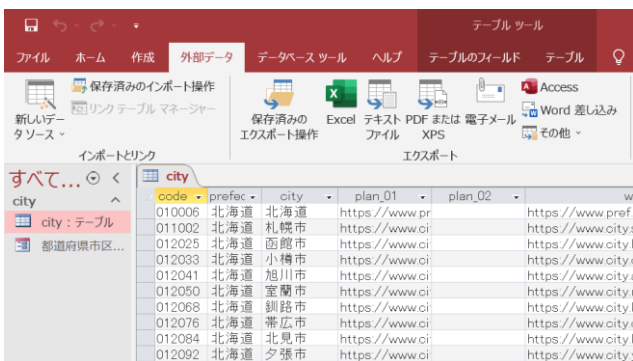 テーブル ツール
ファイル ホーム 作成 外部データ データベース ツール ヘルプ テーブルのフィールド テーブル
新しいデータ ソース
保存済みのインポート操作
リンク テーブル マネージャー
インポートとリンク
保存済みの
エクスポート操作
Excel
テキスト
ファイル
PDF または
XPS
電子メール
Access
Word 差し込み
その他
エクスポート
すべて...
city
city : テーブル
都道府県市区...
city
code prefec city plan_01 plan_02 w
010006 北海道 北海道 https://www.pr https://www.pref.
011002 北海道 札幌市 https://www.ci https://www.city.s
012025 北海道 函館市 https://www.ci https://www.city.h
012033 北海道 小樽市 https://www.ci https://www.city.o
012041 北海道 旭川市 https://www.ci https://www.city.a
012050 北海道 室蘭市 https://www.ci https://www.city.
012068 北海道 釧路市 https://www.ci https://www.city.k
012076 北海道 帯広市 https://www.ci https://www.city.o
012084 北海道 北見市 https://www.ci https://www.city.k
012092 北海道 夕張市 https://www.ci https://www.city.y